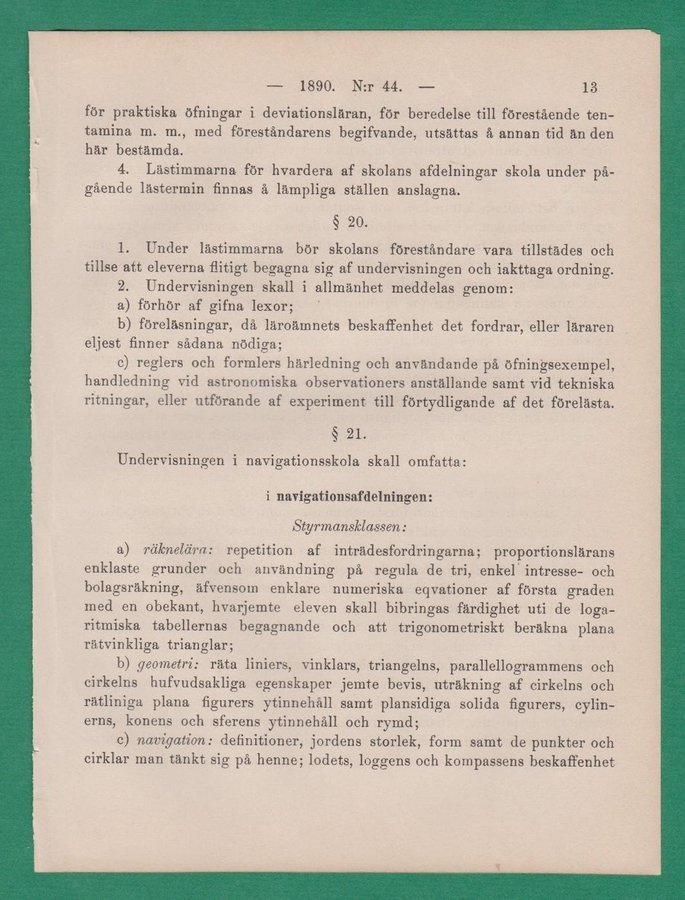 — 1890. N:r 44. — 13
för praktiska öfningar i deviationsläran, för beredelse till förestående ten-
tamina m. m., med föreståndarens begifvande, utsättas å annan tid än den
här bestämda.
4. Lästimmarna för hvardera af skolans afdelningar skola under på-
gående lästermin finnas å lämpliga ställen anslagna.
§ 20.
1. Under lästimmarna bör skolans föreståndare vara tillstädes och
tillse att eleverna flitigt begagna sig af undervisningen och iakttaga ordning.
2. Undervisningen skall i allmänhet meddelas genom:
a) förhör af gifna lexor;
b) föreläsningar, då läroämnets beskaffenhet det fordrar, eller läraren
eljest finner sådana nödiga;
c) reglers och formlers härledning och användande på öfningsexempel,
handledning vid astronomiska observationers anställande samt vid tekniska
ritningar, eller utförande af experiment till förtydligande af det förelästa.
§ 21.
Undervisningen i navigationsskola skall omfatta:
i navigationsafdelningen:
Styrmansklassen:
a) räknelära: repetition af inträdesfordringarna; proportionslärans
enklaste grunder och användning på regula de tri, enkel intresse- och
bolagsräkning, äfvensom enklare numeriska eqvationer af första graden
med en obekant, hvarjemte eleven skall bibringas färdighet uti de loga-
ritmiska tabellernas begagnande och att trigonometriskt beräkna plana
rätvinkliga trianglar;
b) geometri: räta liniers, vinklars, triangelns, parallellogrammens och
cirkelns hufvudsakliga egenskaper jemte bevis, uträkning af cirkelns och
rätliniga plana figurers ytinnehåll samt plansidiga solida figurers, cylin-
erns, konens och sferens ytinnehåll och rymd;
c) navigation: definitioner, jordens storlek, form samt de punkter och
cirklar man tänkt sig på henne; lodets, loggens och kompassens beskaffenhet